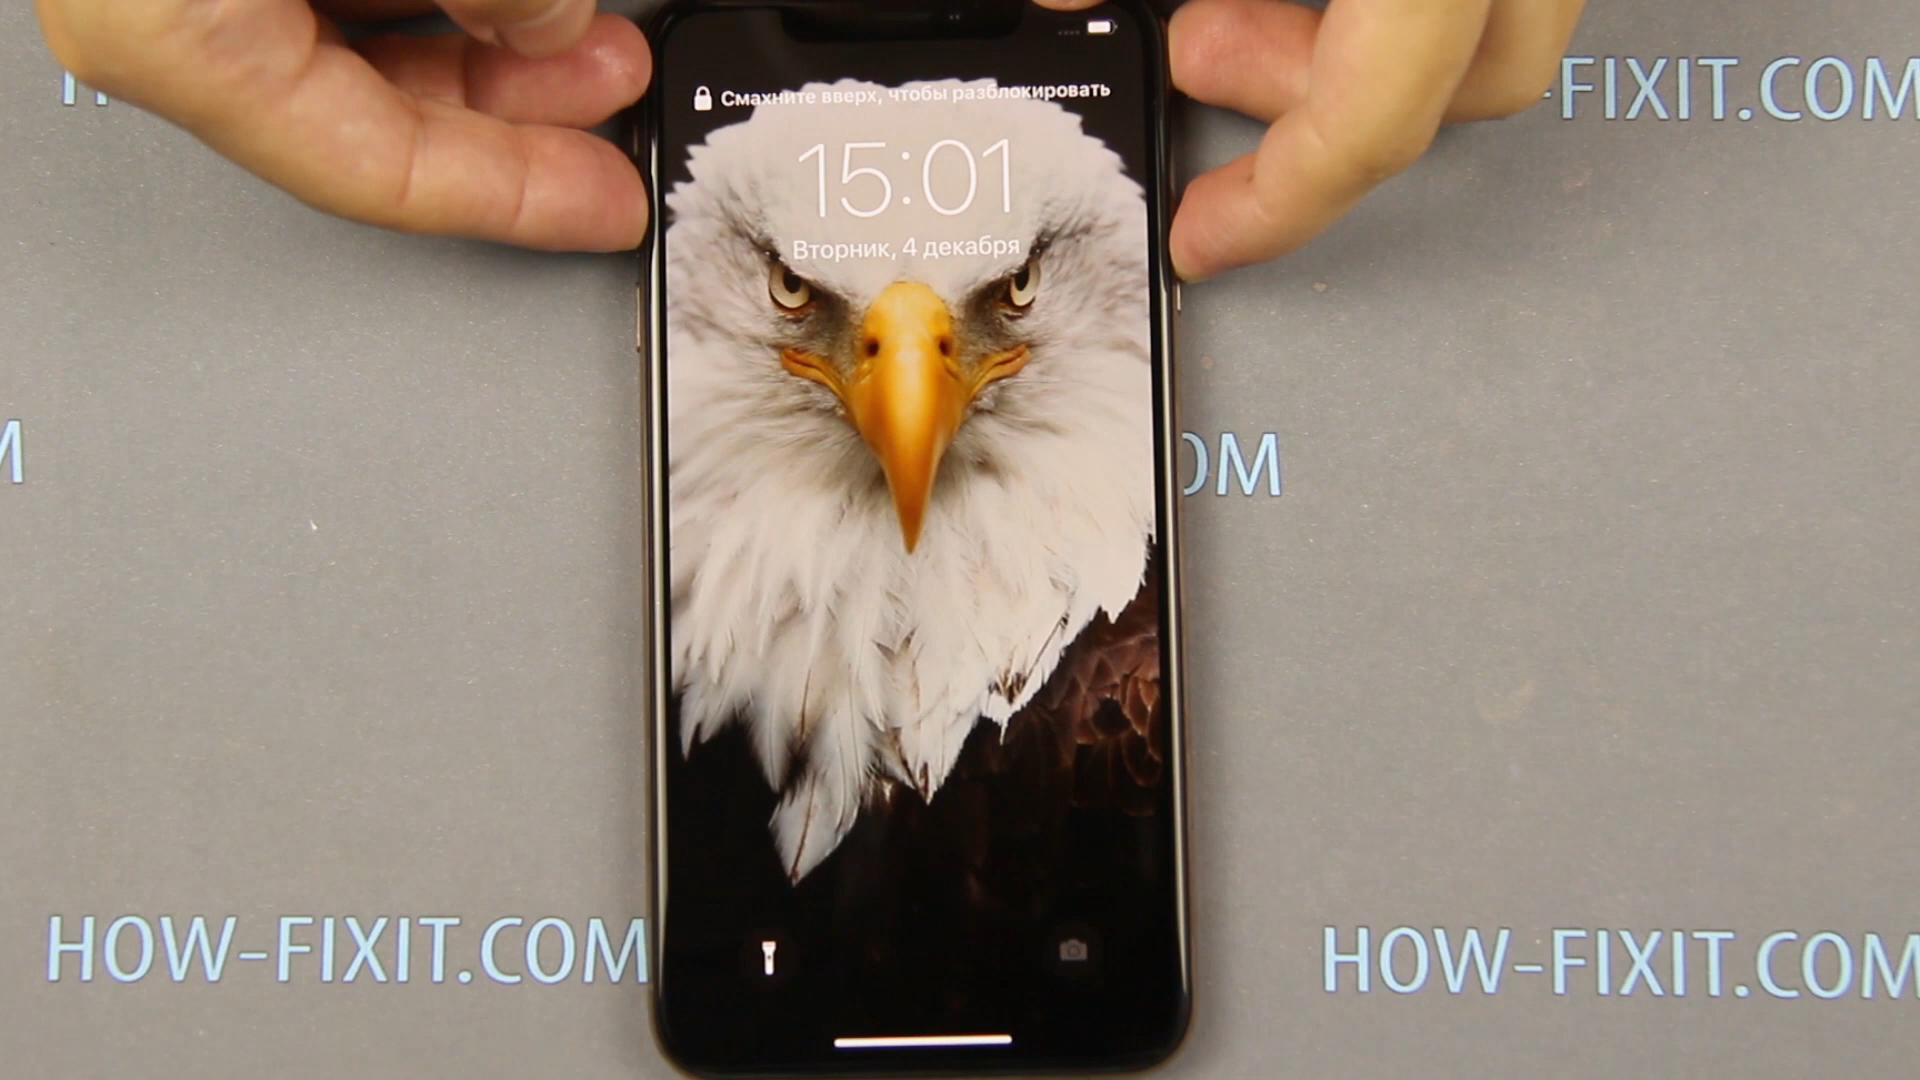 -FIXIT.COM
Смахните вверх, чтобы разблокировать
15:01
Вторник, 4 декабря
OM
HOW-FIXIT.COM
HOW-FIXIT.COM